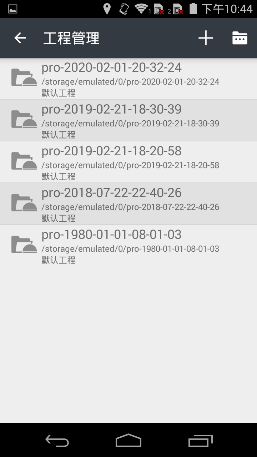 下午10:44
工程管理
pro-2020-02-01-20-32-24
/storage/emulated/0/pro-2020-02-01-20-32-24
默认工程
pro-2019-02-21-18-30-39
/storage/emulated/0/pro-2019-02-21-18-30-39
默认工程
pro-2019-02-21-18-20-58
/storage/emulated/0/pro-2019-02-21-18-20-58
默认工程
pro-2018-07-22-22-40-26
/storage/emulated/0/pro-2018-07-22-22-40-26
默认工程
pro-1980-01-01-08-01-03
/storage/emulated/0/pro-1980-01-01-08-01-03
默认工程